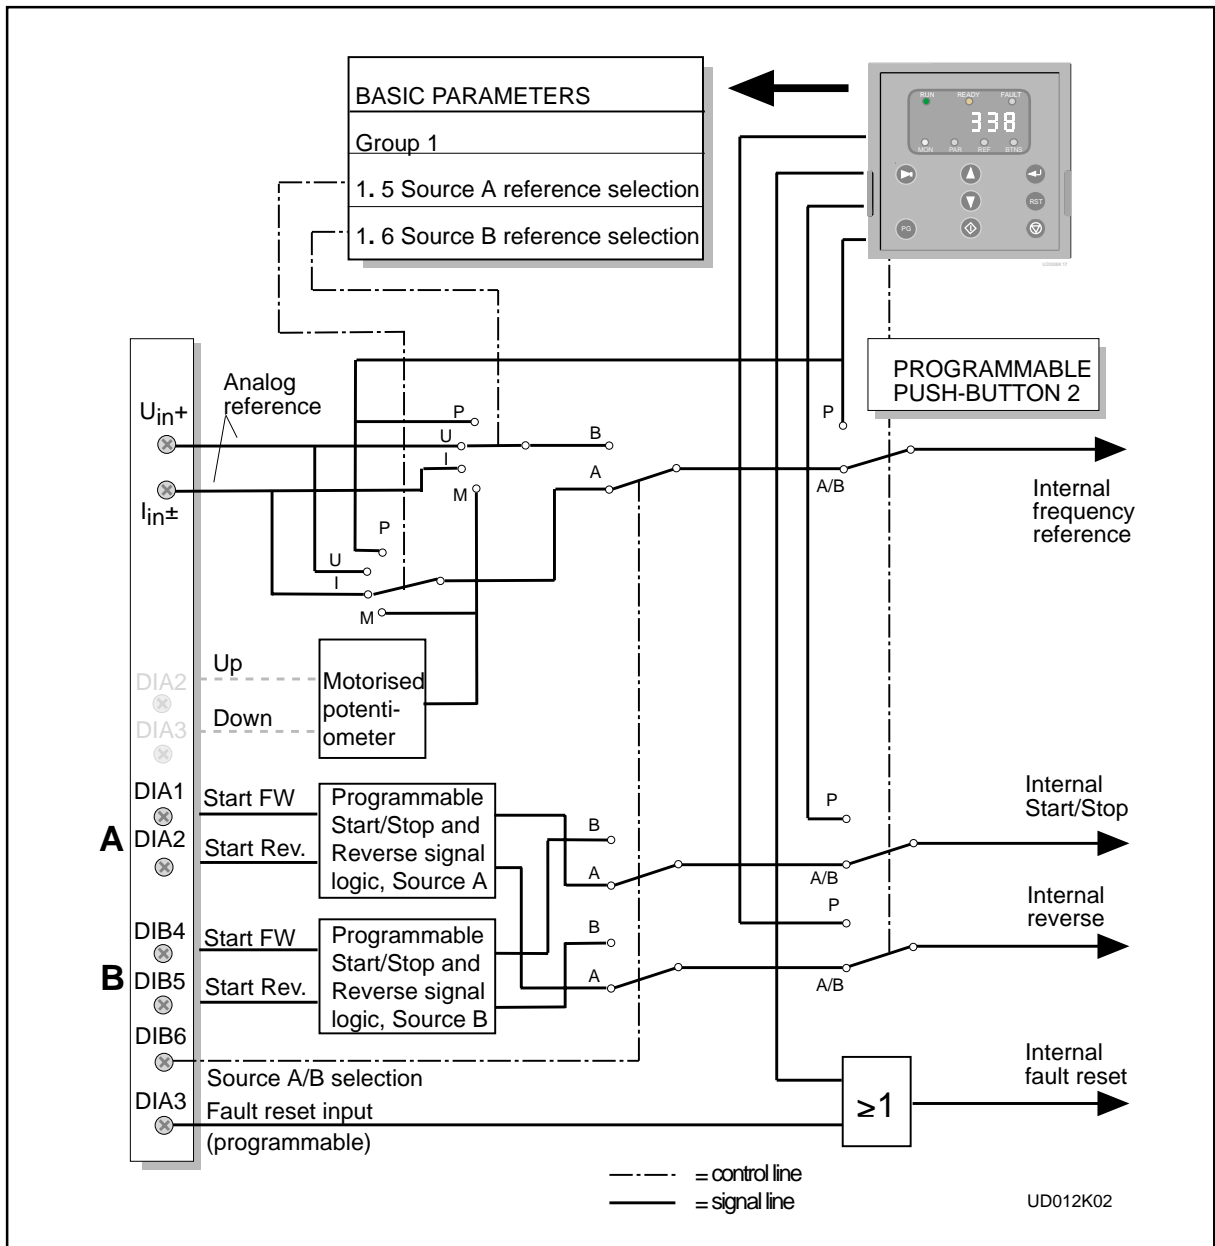 BASIC PARAMETERS
Group 1
1. 5 Source A reference selection
1. 6 Source B reference selection
RUN READY FAULT
338
MON PAR REF BTNS
RST
PG
PROGRAMMABLE
PUSH-BUTTON 2
Analog
reference
Uin+
Iin±
P
U
I
M
B
A
P
A/B
Internal
frequency
reference
P
U
I
M
Up
Down
DIA2
DIA3
Motorised
potenti-
ometer
DIA1
A DIA2
Start FW
Start Rev.
Programmable
Start/Stop and
Reverse signal
logic, Source A
B
A
P
A/B
Internal
Start/Stop
DIB4
B DIB5
Start FW
Start Rev.
Programmable
Start/Stop and
Reverse signal
logic, Source B
B
A
P
A/B
Internal
reverse
DIB6
Source A/B selection
DIA3
Fault reset input
(programmable)
≥1
Internal
fault reset
= control line
= signal line
UD012K02